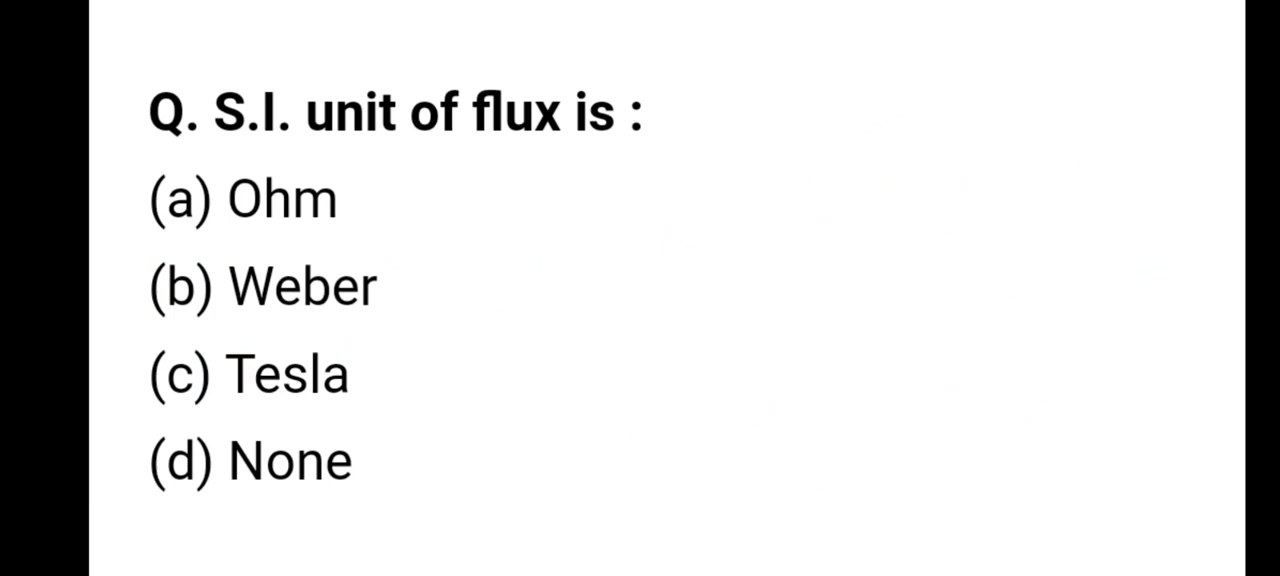 Q. S.I. unit of flux is :
(a) Ohm
(b) Weber
(c) Tesla
(d) None